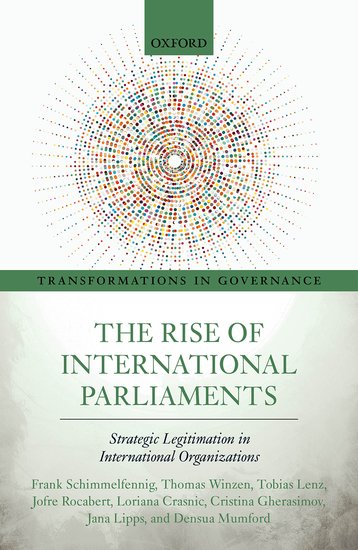 OXFORD
TRANSFORMATIONS IN GOVERNANCE
THE RISE OF
INTERNATIONAL
PARLIAMENTS
Strategic Legitimation in
International Organizations
Frank Schimmelfennig, Thomas Winzen, Tobias Lenz,
Jofre Rocabert, Loriana Crasnic, Cristina Gherasimov,
Jana Lipps, and Densua Mumford